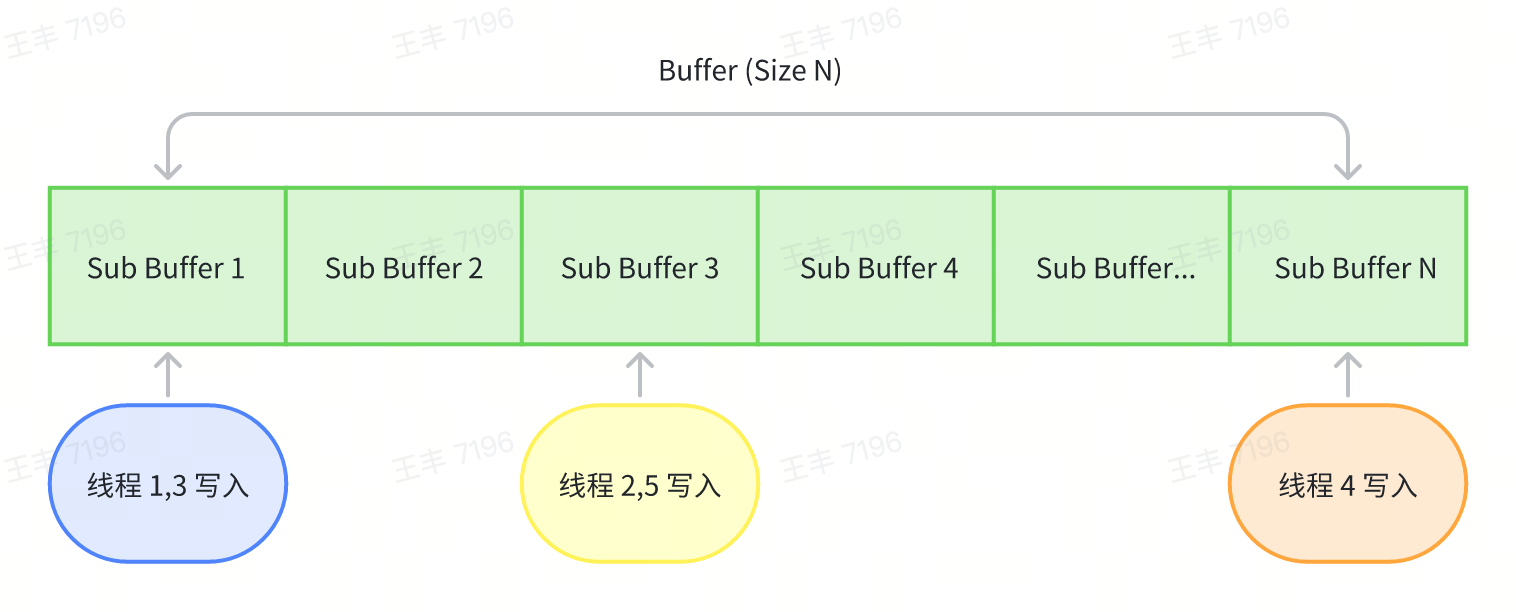 王丰 7196 王丰 7196 王丰 7196 王丰 7196
Buffer (Size N)
王丰 7196 王丰 7196 王丰 7196 王丰 7196
Sub Buffer 1 Sub Buffer 2 Sub Buffer 3 Sub Buffer 4 Sub Buffer... Sub Buffer N
王丰 7196 王丰 7196 王丰 7196 王丰 7196
线程 1,3 写入 线程 2,5 写入 线程 4 写入